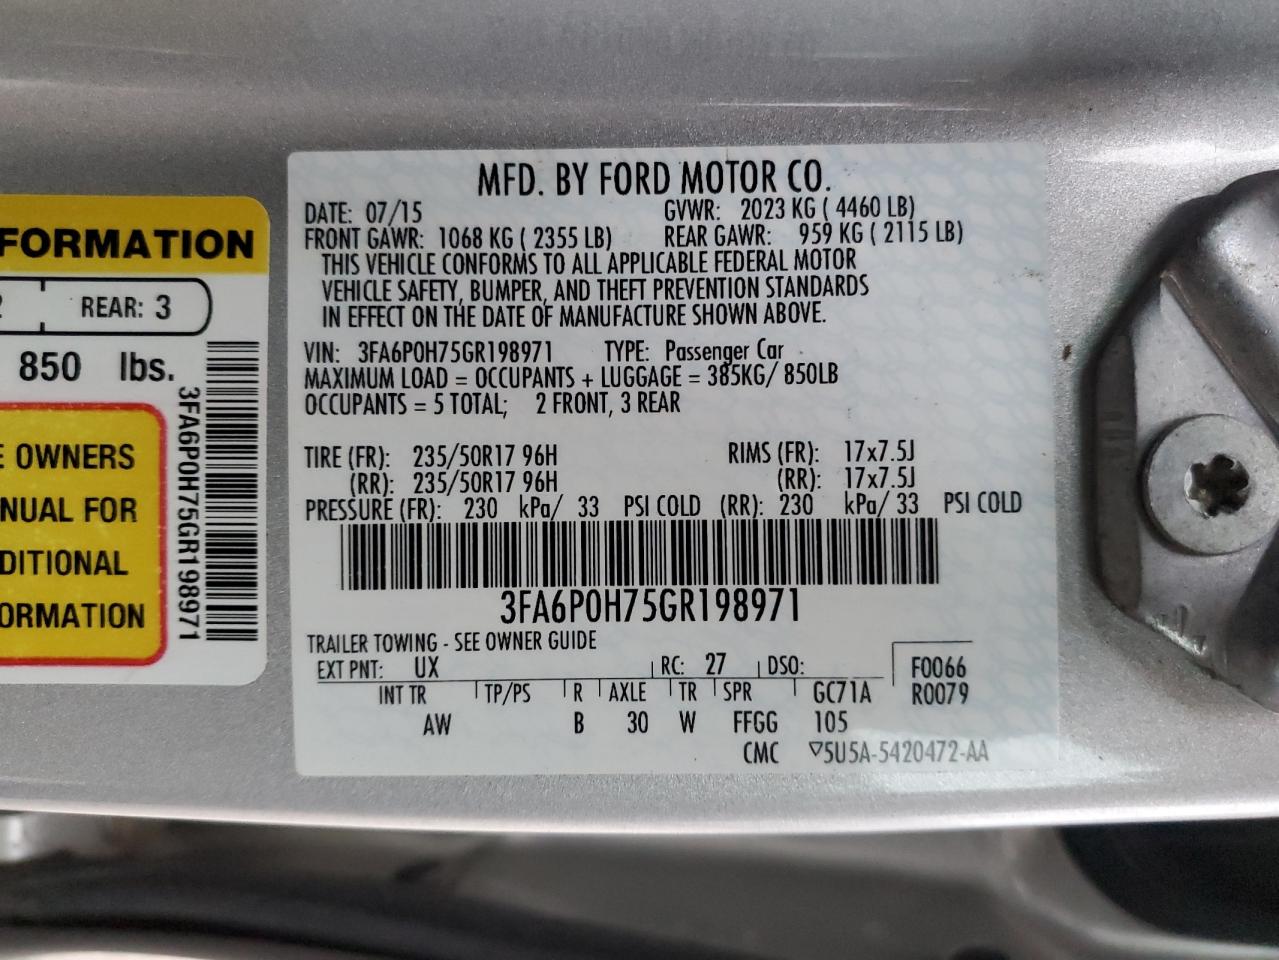 FORMATION
REAR: 3
850 lbs.
E OWNERS
NUAL FOR
DITIONAL
ORMATION
3FA6P0H75GR198971
MFD. BY FORD MOTOR CO.
DATE: 07/15 GVWR: 2023 KG ( 4460 LB)
FRONT GAWR: 1068 KG ( 2355 LB) REAR GAWR: 959 KG ( 2115 LB)
THIS VEHICLE CONFORMS TO ALL APPLICABLE FEDERAL MOTOR
VEHICLE SAFETY, BUMPER, AND THEFT PREVENTION STANDARDS
IN EFFECT ON THE DATE OF MANUFACTURE SHOWN ABOVE.
VIN: 3FA6P0H75GR198971 TYPE: Passenger Car
MAXIMUM LOAD = OCCUPANTS + LUGGAGE = 385KG/ 850LB
OCCUPANTS = 5 TOTAL; 2 FRONT, 3 REAR
TIRE (FR): 235/50R17 96H RIMS (FR): 17x7.5J
(RR): 235/50R17 96H (RR): 17x7.5J
PRESSURE (FR): 230 kPa/ 33 PSI COLD (RR): 230 kPa/ 33 PSI COLD
3FA6P0H75GR198971
TRAILER TOWING - SEE OWNER GUIDE
EXT PNT: UX RC: 27 DSO: F0066
INT TR TP/PS R AXLE TR SPR GC71A R0079
AW B 30 W FFGG 105
CMC ▽5U5A-5420472-AA